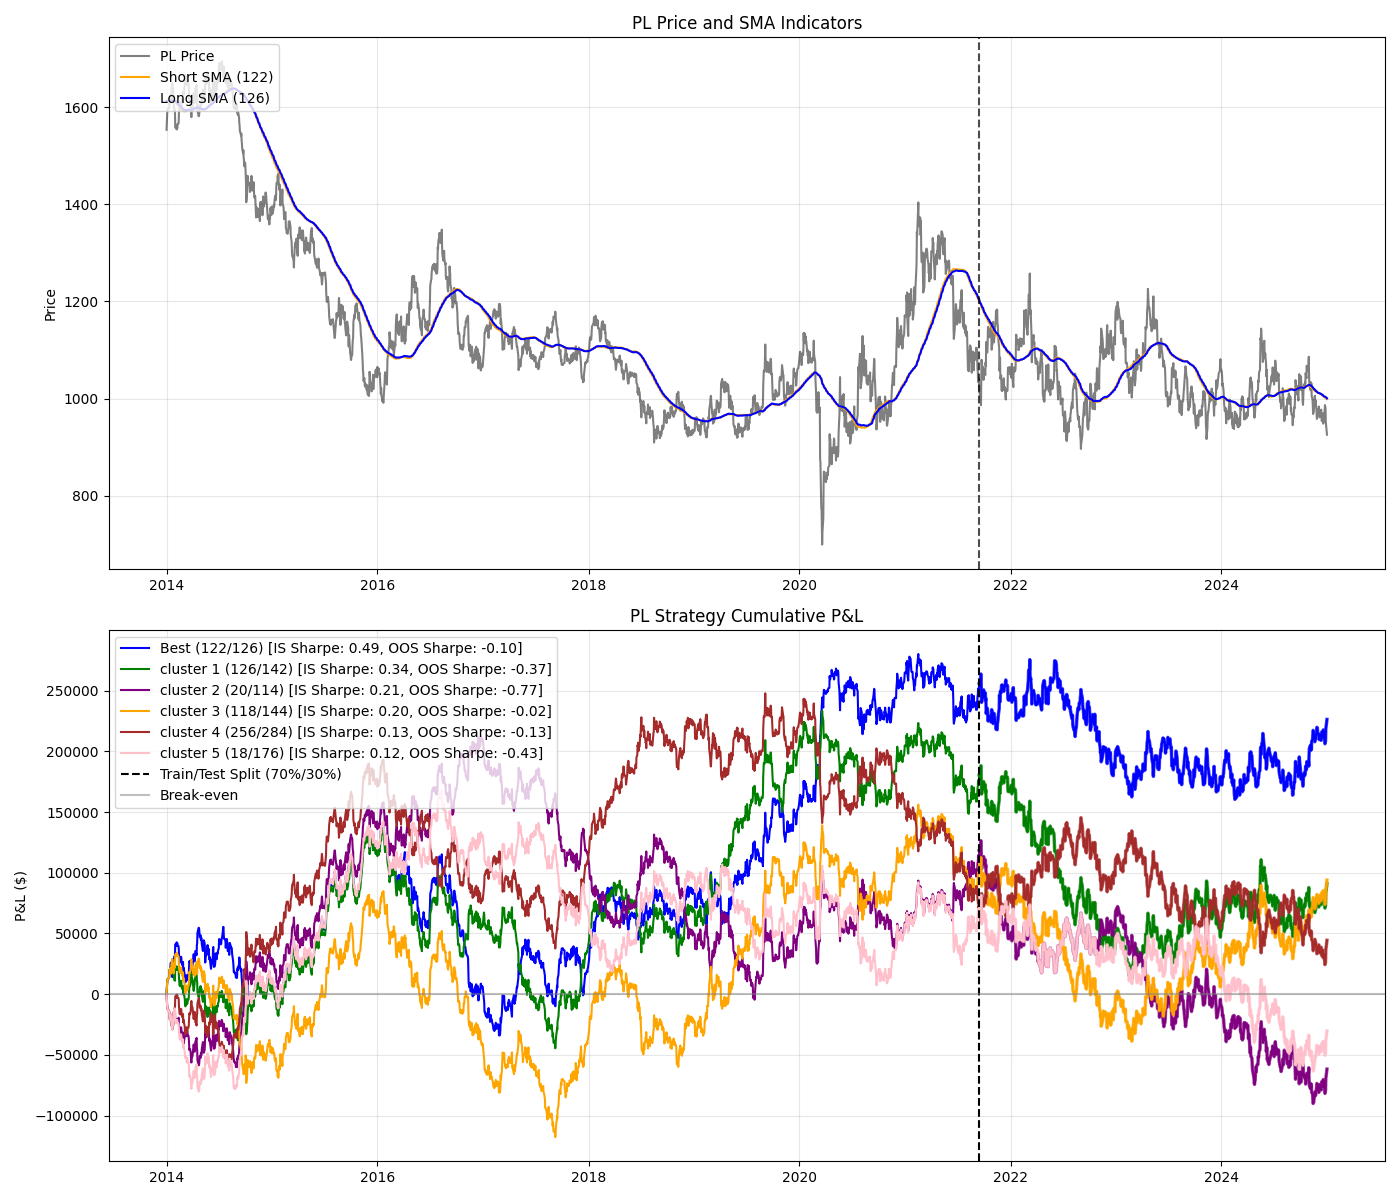 PL Price and SMA Indicators
PL Price
Short SMA (122)
Long SMA (126)
Price
1600
1400
1200
1000
800
2014 2016 2018 2020 2022 2024
PL Strategy Cumulative P&L
Best (122/126) [IS Sharpe: 0.49, OOS Sharpe: -0.10]
cluster 1 (126/142) [IS Sharpe: 0.34, OOS Sharpe: -0.37]
cluster 2 (20/114) [IS Sharpe: 0.21, OOS Sharpe: -0.77]
cluster 3 (118/144) [IS Sharpe: 0.20, OOS Sharpe: -0.02]
cluster 4 (256/284) [IS Sharpe: 0.13, OOS Sharpe: -0.13]
cluster 5 (18/176) [IS Sharpe: 0.12, OOS Sharpe: -0.43]
Train/Test Split (70%/30%)
Break-even
P&L ($)
250000
200000
150000
100000
50000
0
−50000
−100000
2014 2016 2018 2020 2022 2024